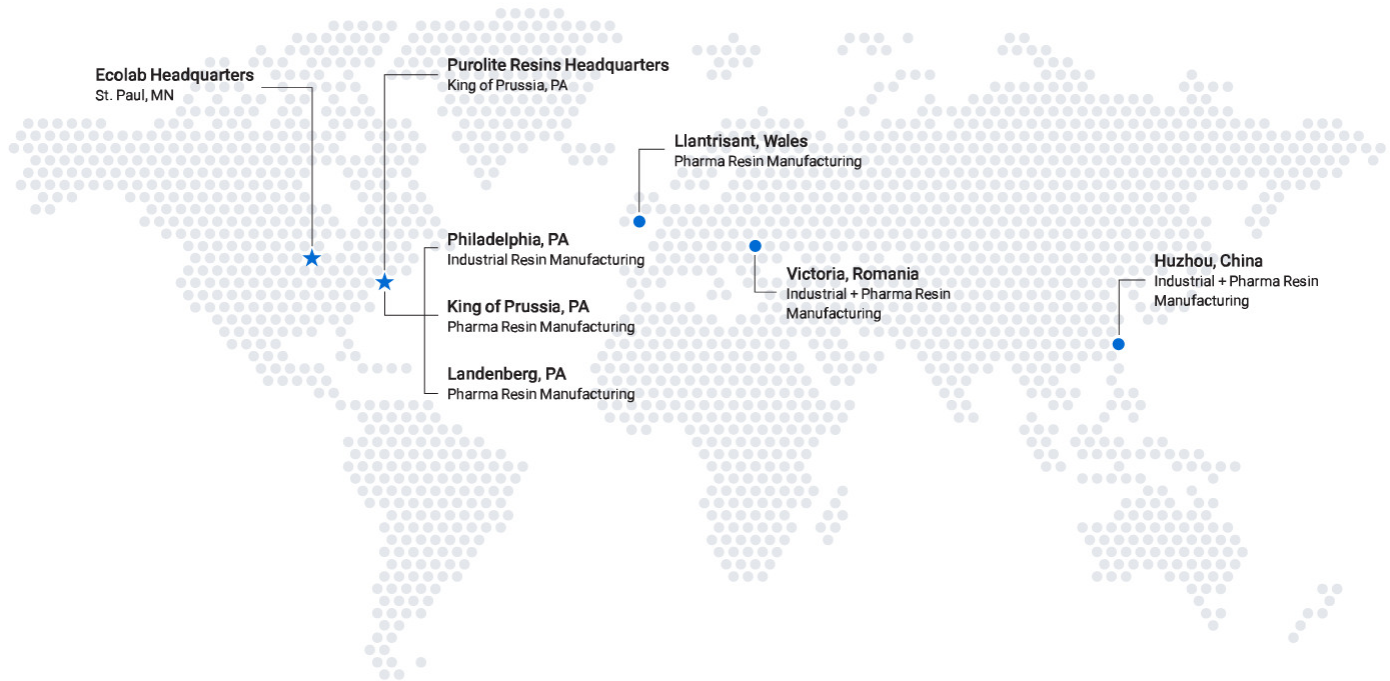 Ecolab Headquarters
St. Paul, MN
Purolite Resins Headquarters
King of Prussia, PA
Llantrisant, Wales
Pharma Resin Manufacturing
Philadelphia, PA
Industrial Resin Manufacturing
King of Prussia, PA
Pharma Resin Manufacturing
Landenberg, PA
Pharma Resin Manufacturing
Victoria, Romania
Industrial + Pharma Resin
Manufacturing
Huzhou, China
Industrial + Pharma Resin
Manufacturing